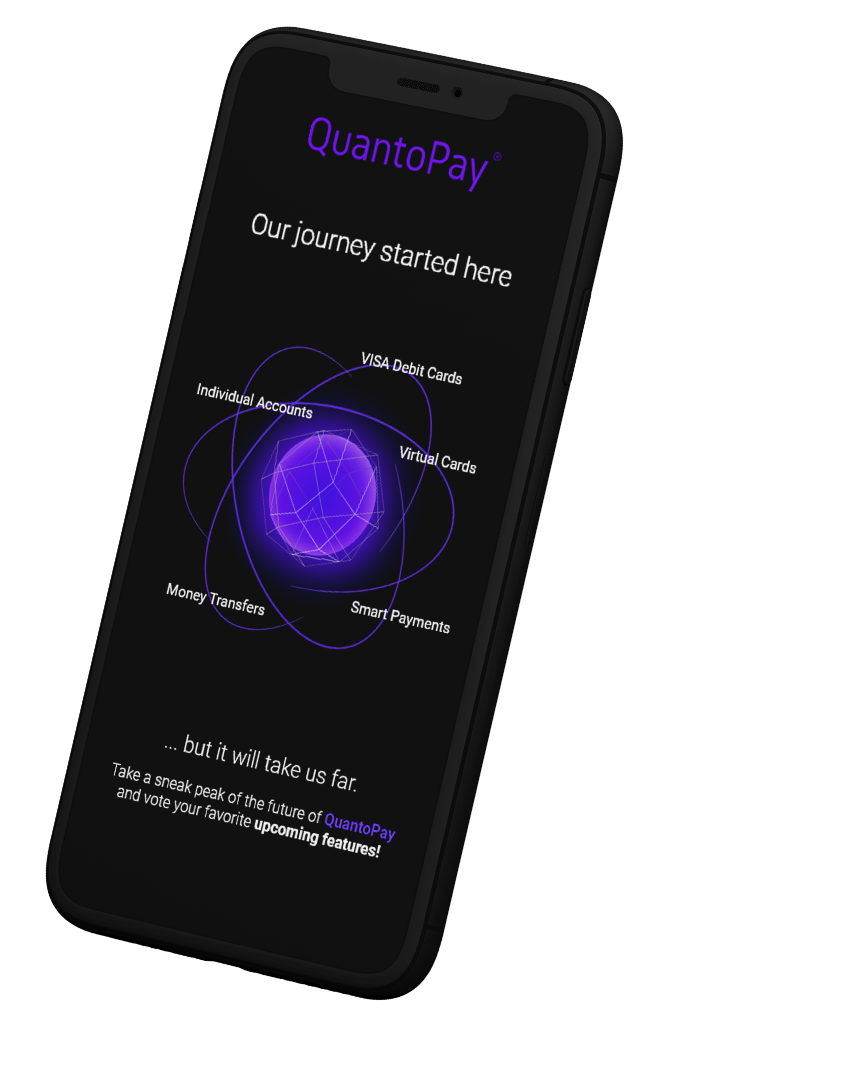 QuantoPay®
Our journey started here
VISA Debit Cards
Individual Accounts
Virtual Cards
Money Transfers
Smart Payments
... but it will take us far.
Take a sneak peak of the future of QuantoPay
and vote your favorite upcoming features!